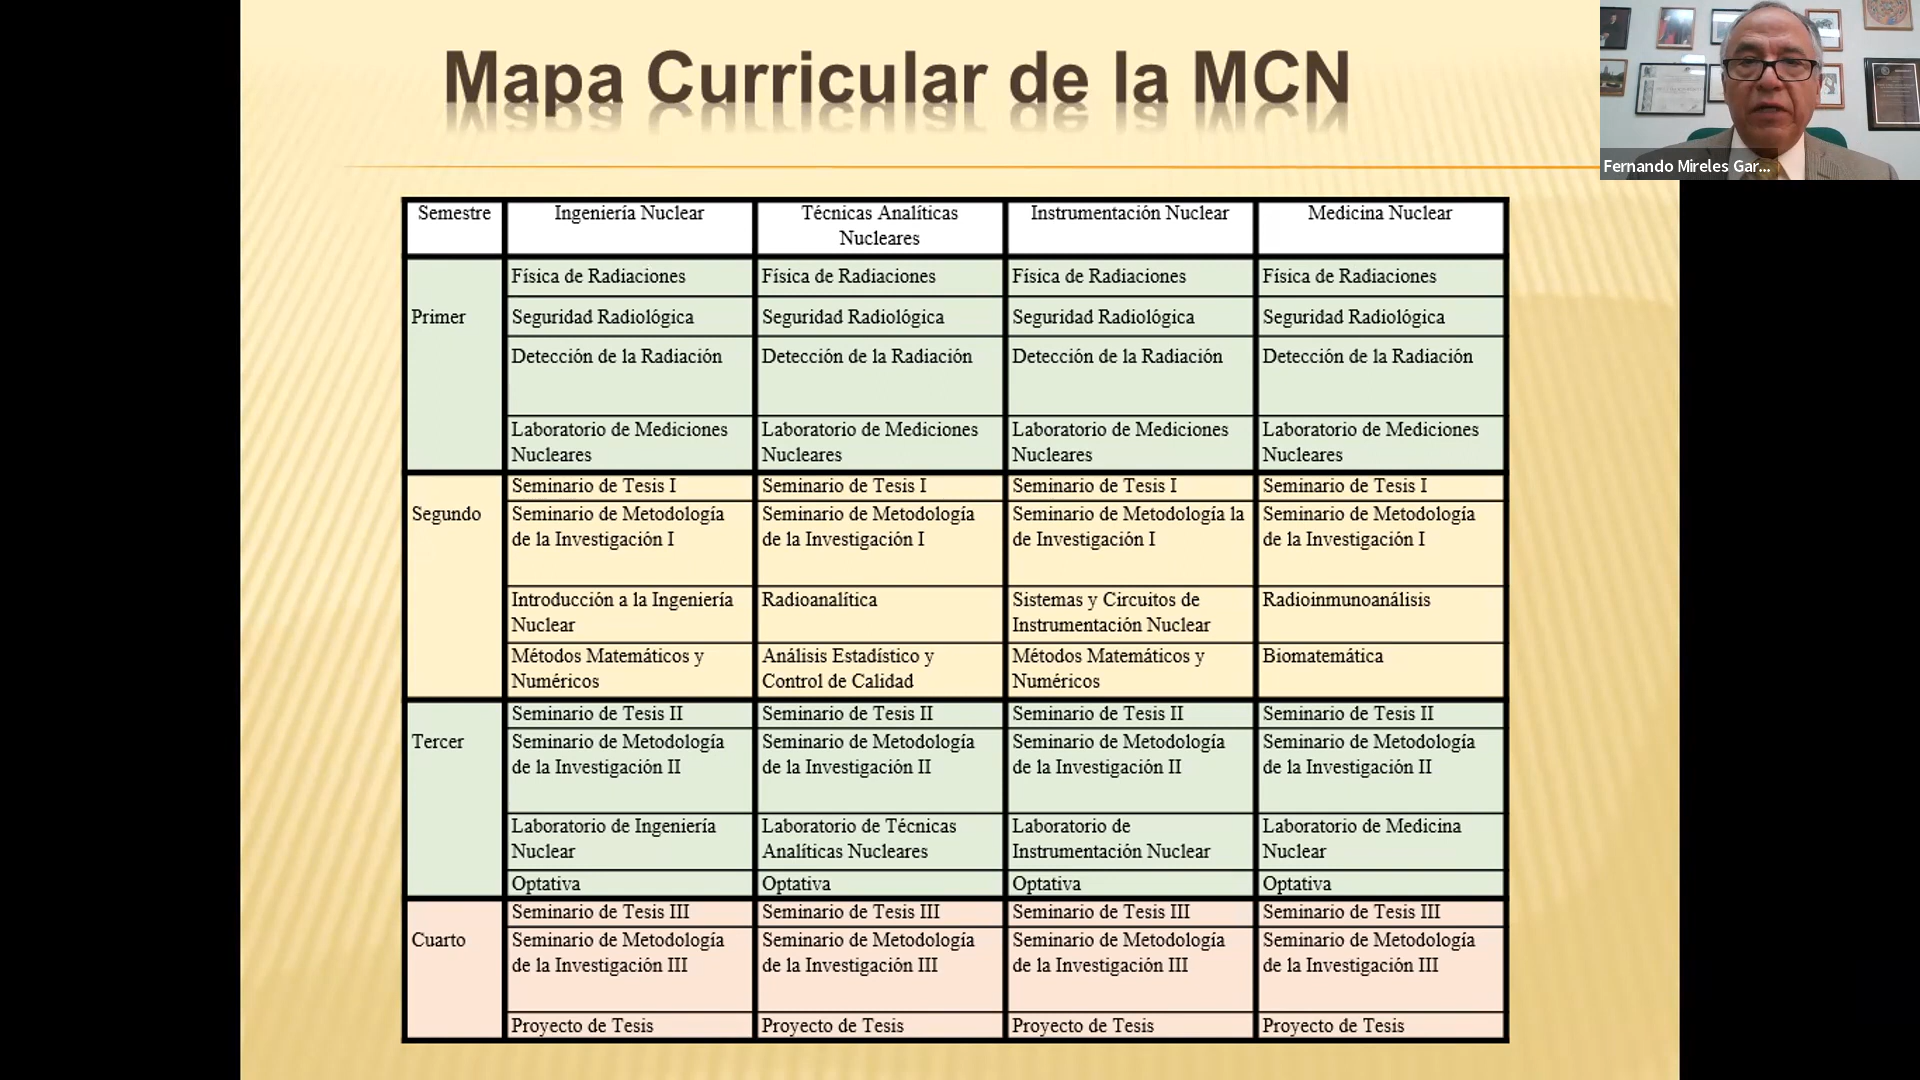 Mapa Curricular de la MCN
Fernando Mireles Gar...
Semestre
Ingeniería Nuclear
Técnicas Analíticas
Nucleares
Instrumentación Nuclear
Medicina Nuclear
Primer
Física de Radiaciones
Física de Radiaciones
Física de Radiaciones
Física de Radiaciones
Seguridad Radiológica
Seguridad Radiológica
Seguridad Radiológica
Seguridad Radiológica
Detección de la Radiación
Detección de la Radiación
Detección de la Radiación
Detección de la Radiación
Laboratorio de Mediciones
Nucleares
Laboratorio de Mediciones
Nucleares
Laboratorio de Mediciones
Nucleares
Laboratorio de Mediciones
Nucleares
Segundo
Seminario de Tesis I
Seminario de Tesis I
Seminario de Tesis I
Seminario de Tesis I
Seminario de Metodología
de la Investigación I
Seminario de Metodología
de la Investigación I
Seminario de Metodología la
de Investigación I
Seminario de Metodología
de la Investigación I
Introducción a la Ingeniería
Nuclear
Radioanalítica
Sistemas y Circuitos de
Instrumentación Nuclear
Radioinmunoanálisis
Métodos Matemáticos y
Numéricos
Análisis Estadístico y
Control de Calidad
Métodos Matemáticos y
Numéricos
Biomatemática
Tercer
Seminario de Tesis II
Seminario de Tesis II
Seminario de Tesis II
Seminario de Tesis II
Seminario de Metodología
de la Investigación II
Seminario de Metodología
de la Investigación II
Seminario de Metodología
de la Investigación II
Seminario de Metodología
de la Investigación II
Laboratorio de Ingeniería
Nuclear
Laboratorio de Técnicas
Analíticas Nucleares
Laboratorio de
Instrumentación Nuclear
Laboratorio de Medicina
Nuclear
Optativa
Optativa
Optativa
Optativa
Cuarto
Seminario de Tesis III
Seminario de Tesis III
Seminario de Tesis III
Seminario de Tesis III
Seminario de Metodología
de la Investigación III
Seminario de Metodología
de la Investigación III
Seminario de Metodología
de la Investigación III
Seminario de Metodología
de la Investigación III
Proyecto de Tesis
Proyecto de Tesis
Proyecto de Tesis
Proyecto de Tesis